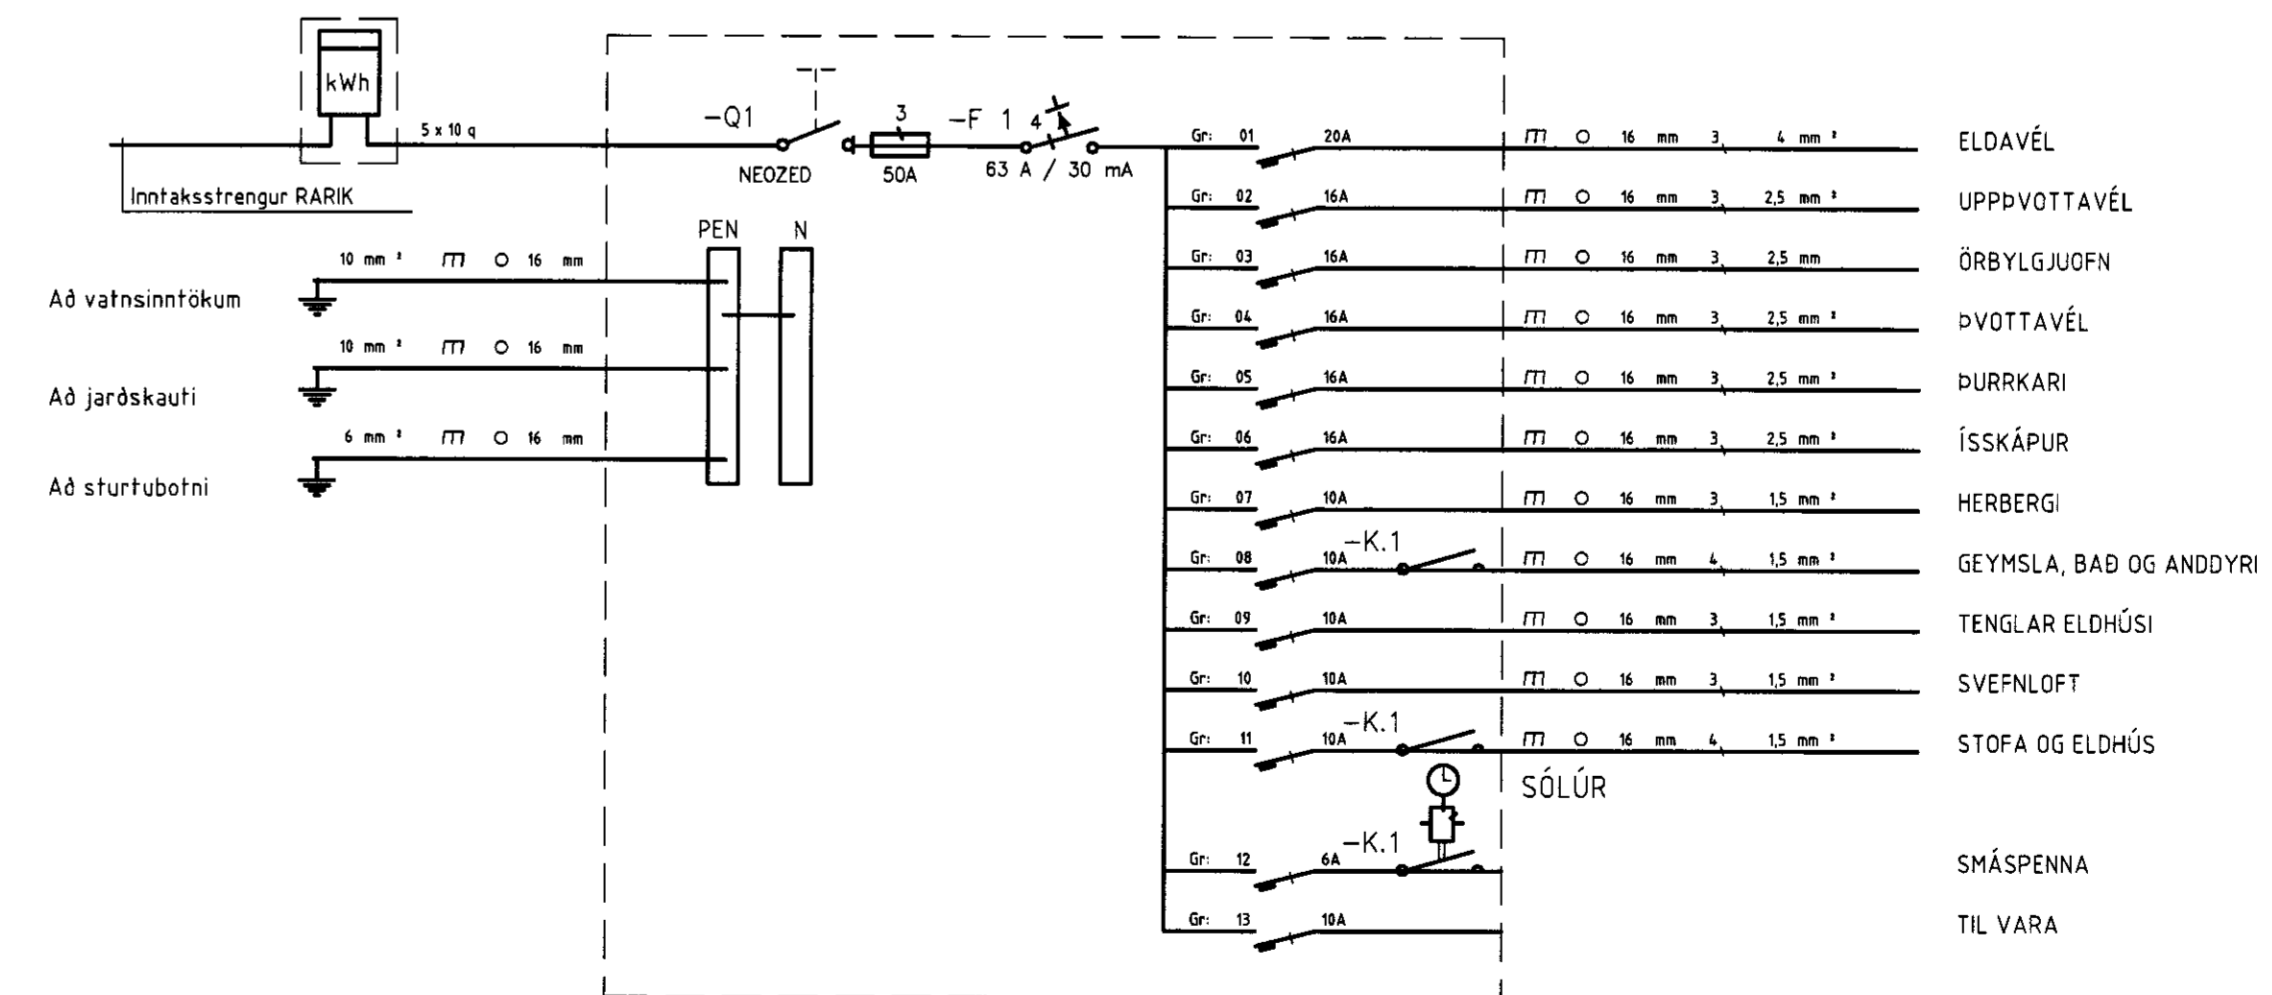 kWh
5 x 10 q
-Q1
3
-F 1
4
NEOZED
50A
63 A / 30 mA
Inntaksstrengur RARIK
PEN N
10 mm ² 16 mm
Að vatnsinntökum
10 mm ² 16 mm
Að jarðskauti
6 mm ² 16 mm
Að sturtubotni
Gr: 01 20A 16 mm 3 4 mm ² ELDAVÉL
Gr: 02 16A 16 mm 3 2,5 mm ² UPPÞVOTTAVÉL
Gr: 03 16A 16 mm 3 2,5 mm ÖRBYLGJUOFN
Gr: 04 16A 16 mm 3 2,5 mm ² ÞVOTTAVÉL
Gr: 05 16A 16 mm 3 2,5 mm ² ÞURRKARI
Gr: 06 16A 16 mm 3 2,5 mm ² ÍSSKÁPUR
Gr: 07 10A 16 mm 3 1,5 mm ² HERBERGI
Gr: 08 10A -K.1 16 mm 4 1,5 mm ² GEYMSLA, BAÐ OG ANDDYRI
Gr: 09 10A 16 mm 3 1,5 mm ² TENGLAR ELDHÚSI
Gr: 10 10A 16 mm 3 1,5 mm ² SVEFNLOFT
Gr: 11 10A -K.1 16 mm 4 1,5 mm ² STOFA OG ELDHÚS
SÓLÚR
Gr: 12 6A -K.1 SMÁSPENNA
Gr: 13 10A TIL VARA